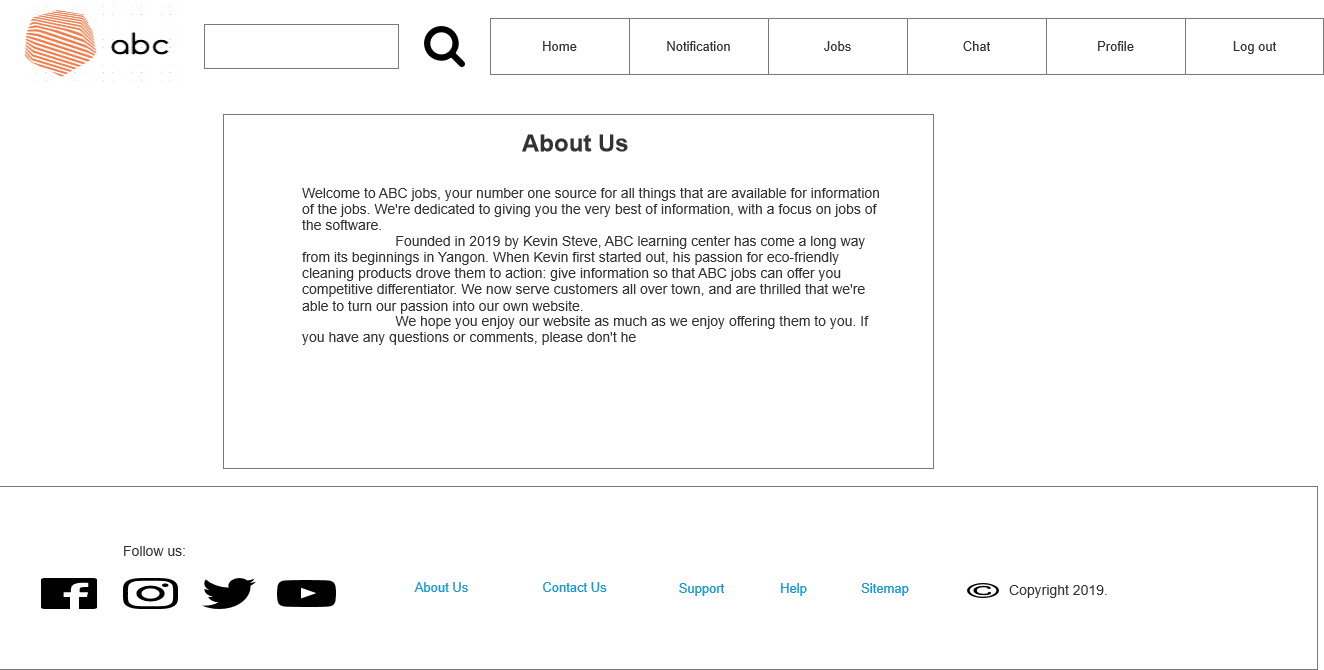 abc
Home Notification Jobs Chat Profile Log out
About Us
Welcome to ABC jobs, your number one source for all things that are available for information
of the jobs. We're dedicated to giving you the very best of information, with a focus on jobs of
the software.
Founded in 2019 by Kevin Steve, ABC learning center has come a long way
from its beginnings in Yangon. When Kevin first started out, his passion for eco-friendly
cleaning products drove them to action: give information so that ABC jobs can offer you
competitive differentiator. We now serve customers all over town, and are thrilled that we're
able to turn our passion into our own website.
We hope you enjoy our website as much as we enjoy offering them to you. If
you have any questions or comments, please don't he
Follow us:
About Us Contact Us Support Help Sitemap © Copyright 2019.